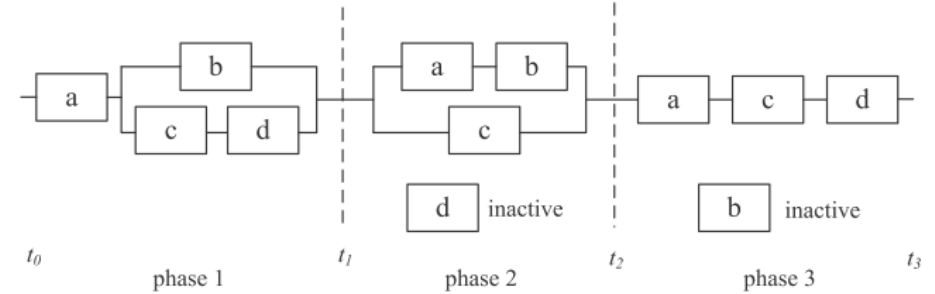 a b c d a b c a c d
d inactive b inactive
t0 t1 t2 t3
phase 1 phase 2 phase 3